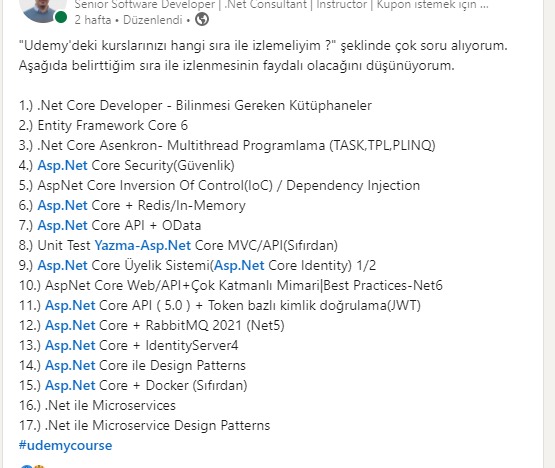 Senior Software Developer | .Net Consultant | Instructor | Kupon istemek için ...
2 hafta • Düzenlendi •
"Udemy'deki kurslarınızı hangi sıra ile izlemeliyim ?" şeklinde çok soru alıyorum.
Aşağıda belirttiğim sıra ile izlenmesinin faydalı olacağını düşünüyorum.
1.) .Net Core Developer - Bilinmesi Gereken Kütüphaneler
2.) Entity Framework Core 6
3.) .Net Core Asenkron- Multithread Programlama (TASK,TPL,PLINQ)
4.) Asp.Net Core Security(Güvenlik)
5.) AspNet Core Inversion Of Control(IoC) / Dependency Injection
6.) Asp.Net Core + Redis/In-Memory
7.) Asp.Net Core API + OData
8.) Unit Test Yazma-Asp.Net Core MVC/API(Sıfırdan)
9.) Asp.Net Core Üyelik Sistemi(Asp.Net Core Identity) 1/2
10.) AspNet Core Web/API+Çok Katmanlı Mimari|Best Practices-Net6
11.) Asp.Net Core API ( 5.0 ) + Token bazlı kimlik doğrulama(JWT)
12.) Asp.Net Core + RabbitMQ 2021 (Net5)
13.) Asp.Net Core + IdentityServer4
14.) Asp.Net Core ile Design Patterns
15.) Asp.Net Core + Docker (Sıfırdan)
16.) .Net ile Microservices
17.) .Net ile Microservice Design Patterns
#udemycourse